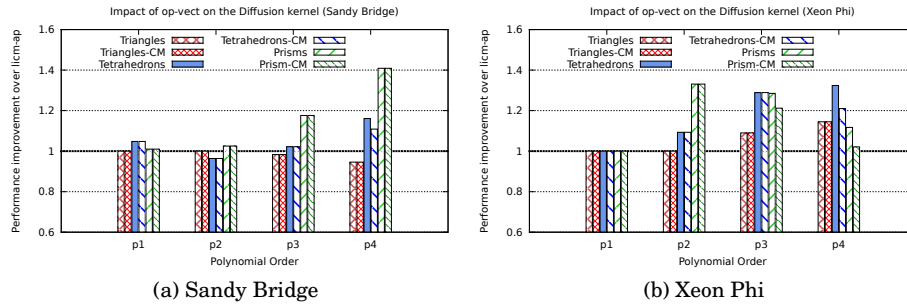 Impact of op-vect on the Diffusion kernel (Sandy Bridge)
Performance improvement over licm-ap
1.6
1.4
1.2
1
0.8
0.6
Triangles
Triangles-CM
Tetrahedrons
Tetrahedrons-CM
Prisms
Prism-CM
p1 p2 p3 p4
Polynomial Order
(a) Sandy Bridge
Impact of op-vect on the Diffusion kernel (Xeon Phi)
Performance improvement over licm-ap
1.6
1.4
1.2
1
0.8
0.6
Triangles
Triangles-CM
Tetrahedrons
Tetrahedrons-CM
Prisms
Prism-CM
p1 p2 p3 p4
Polynomial Order
(b) Xeon Phi